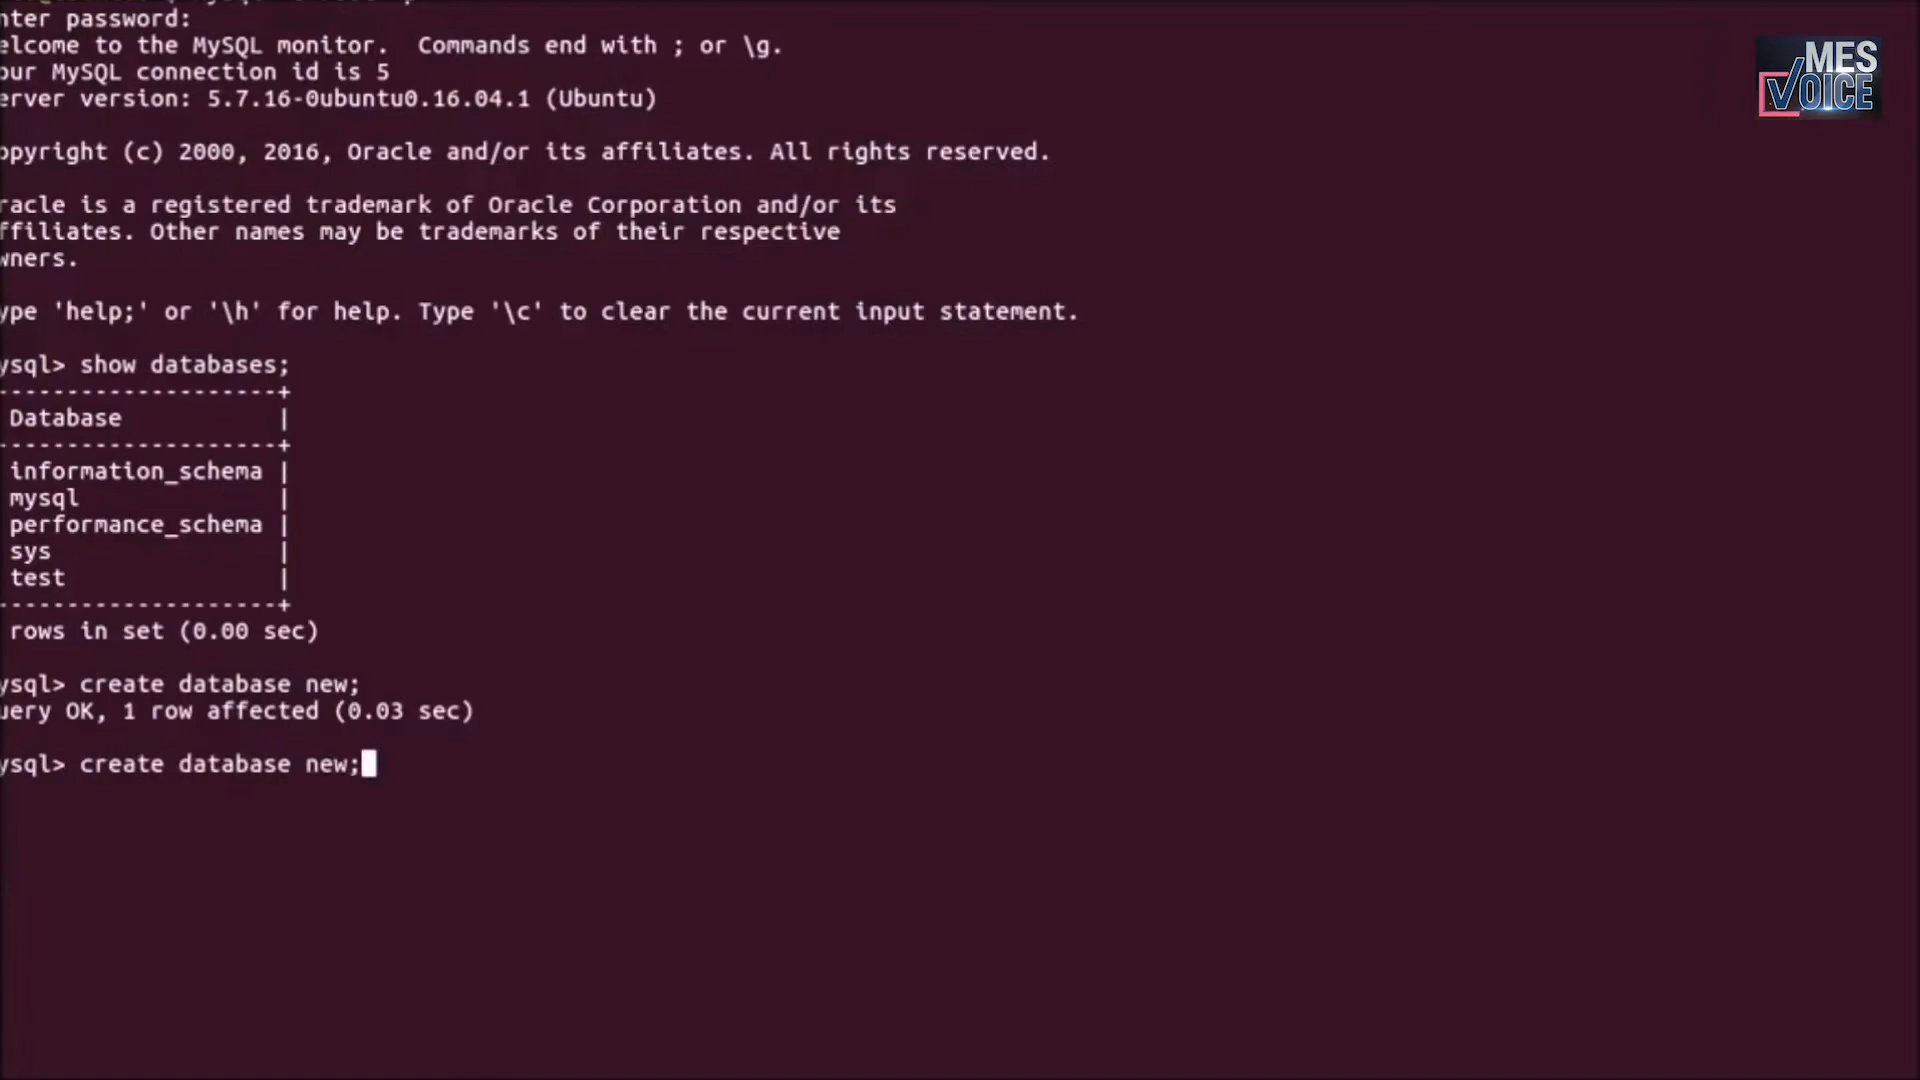 nter password:
elcome to the MySQL monitor.  Commands end with ; or \g.
our MySQL connection id is 5
erver version: 5.7.16-0ubuntu0.16.04.1 (Ubuntu)
opyright (c) 2000, 2016, Oracle and/or its affiliates. All rights reserved.
racle is a registered trademark of Oracle Corporation and/or its
ffiliates. Other names may be trademarks of their respective
wners.
ype 'help;' or '\h' for help. Type '\c' to clear the current input statement.
ysql> show databases;
--------------------+
Database           |
--------------------+
information_schema |
mysql              |
performance_schema |
sys                |
test               |
--------------------+
rows in set (0.00 sec)
ysql> create database new;
uery OK, 1 row affected (0.03 sec)
ysql> create database new;
MES
VOICE